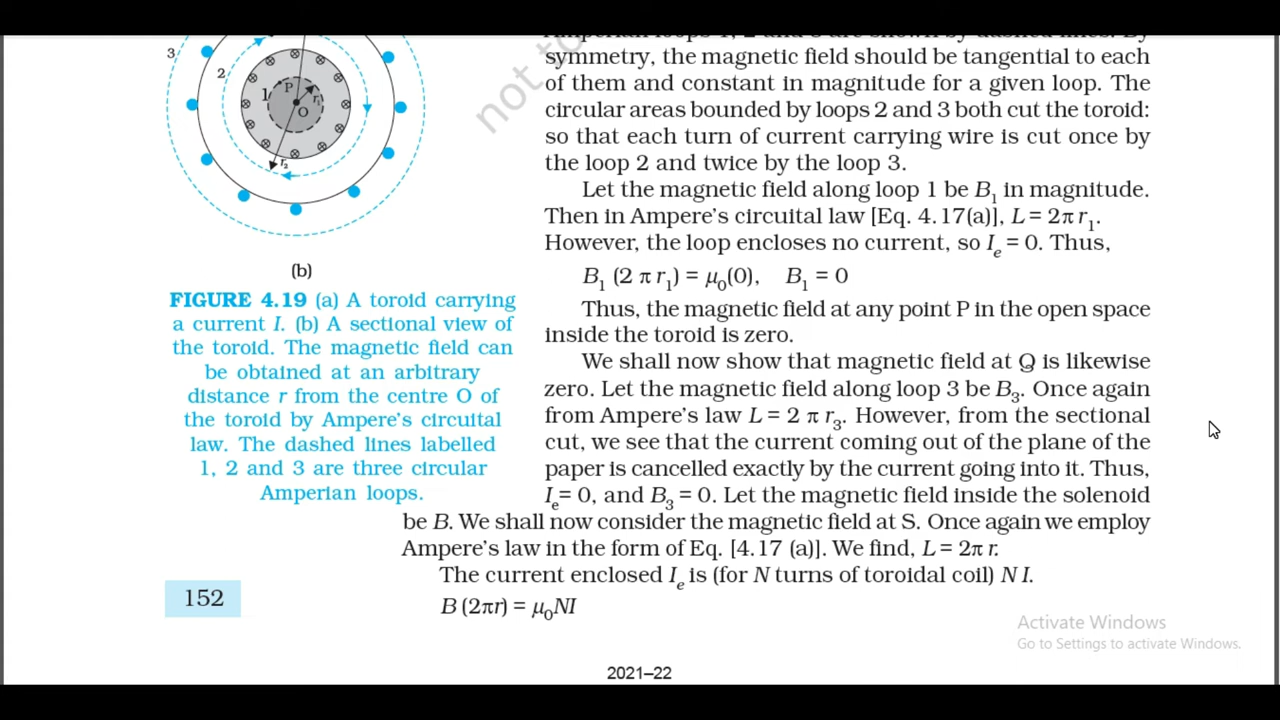 3
2
1
P
r₁
O
r₂
(b)
FIGURE 4.19 (a) A toroid carrying
a current I. (b) A sectional view of
the toroid. The magnetic field can
be obtained at an arbitrary
distance r from the centre O of
the toroid by Ampere's circuital
law. The dashed lines labelled
1, 2 and 3 are three circular
Amperian loops.
not to
symmetry, the magnetic field should be tangential to each
of them and constant in magnitude for a given loop. The
circular areas bounded by loops 2 and 3 both cut the toroid:
so that each turn of current carrying wire is cut once by
the loop 2 and twice by the loop 3.
Let the magnetic field along loop 1 be B₁ in magnitude.
Then in Ampere's circuital law [Eq. 4.17(a)], L = 2π r₁.
However, the loop encloses no current, so Iₑ = 0. Thus,
B₁ (2 π r₁) = μ₀(0), B₁ = 0
Thus, the magnetic field at any point P in the open space
inside the toroid is zero.
We shall now show that magnetic field at Q is likewise
zero. Let the magnetic field along loop 3 be B₃. Once again
from Ampere's law L = 2 π r₃. However, from the sectional
cut, we see that the current coming out of the plane of the
paper is cancelled exactly by the current going into it. Thus,
Iₑ= 0, and B₃ = 0. Let the magnetic field inside the solenoid
be B. We shall now consider the magnetic field at S. Once again we employ
Ampere's law in the form of Eq. [4.17 (a)]. We find, L = 2π r.
The current enclosed Iₑ is (for N turns of toroidal coil) N I.
B (2πr) = μ₀NI
152
Activate Windows
Go to Settings to activate Windows.
2021–22